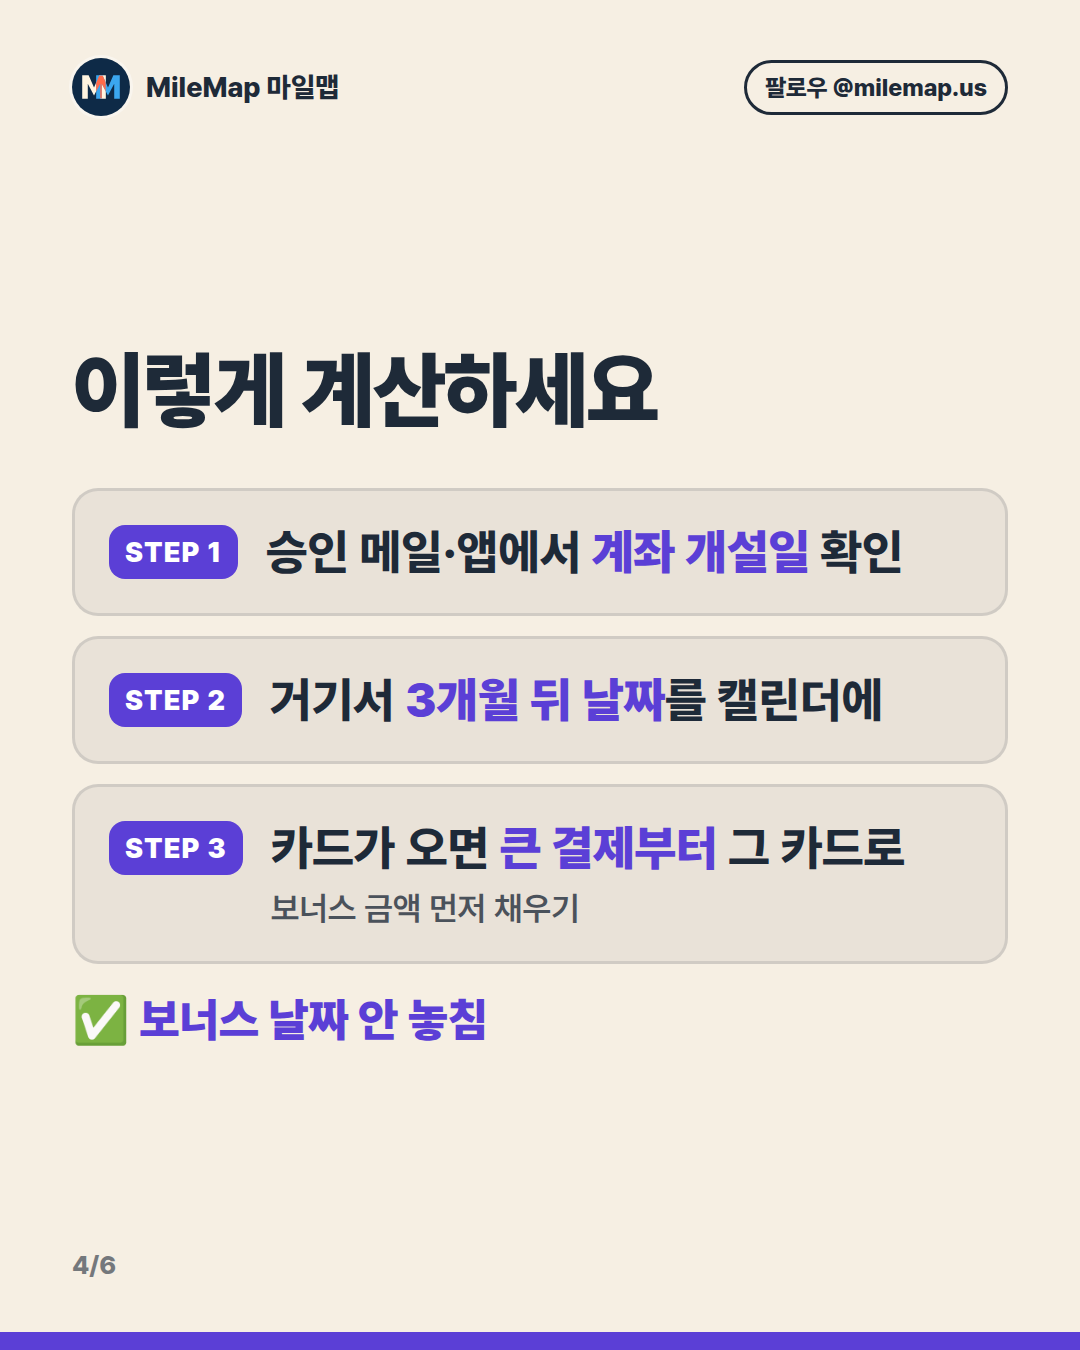 MileMap 마일맵
팔로우 @milemap.us
이렇게 계산하세요
STEP 1 승인 메일·앱에서 계좌 개설일 확인
STEP 2 거기서 3개월 뒤 날짜를 캘린더에
STEP 3 카드가 오면 큰 결제부터 그 카드로
보너스 금액 먼저 채우기
✅ 보너스 날짜 안 놓침
4/6